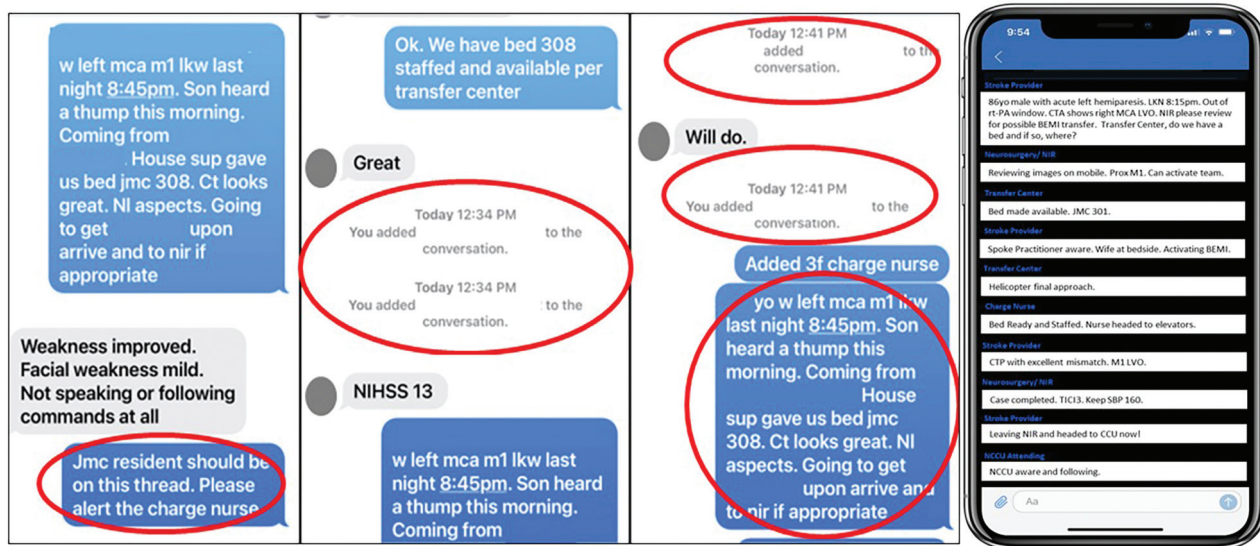 w left mca m1 lkw last
night 8:45pm. Son heard
a thump this morning.
Coming from
. House sup gave
us bed jmc 308. Ct looks
great. Nl aspects. Going
to get upon
arrive and to nir if
appropriate
Weakness improved.
Facial weakness mild.
Not speaking or following
commands at all
Jmc resident should be
on this thread. Please
alert the charge nurse
Ok. We have bed 308
staffed and available per
transfer center
Great
Today 12:34 PM
You added to the
conversation.
Today 12:34 PM
You added to the
conversation.
NIHSS 13
w left mca m1 lkw last
night 8:45pm. Son heard
a thump this morning.
Coming from
Today 12:41 PM
added to the
conversation.
Will do.
Today 12:41 PM
You added to the
conversation.
Added 3f charge nurse
yo w left mca m1 lkw
last night 8:45pm. Son
heard a thump this
morning. Coming from
House
sup gave us bed jmc
308. Ct looks great. Nl
aspects. Going to get
upon arrive and
to nir if appropriate
9:54
Stroke Provider
86yo male with acute left hemiparesis. LKN 8:15pm. Out of
rt-PA window. CTA shows right MCA LVO. NIR please review
for possible BEMI transfer. Transfer Center, do we have a
bed and if so, where?
Neurosurgery/ NIR
Reviewing images on mobile. Prox M1. Can activate team.
Transfer Center
Bed made available. JMC 301.
Stroke Provider
Spoke Practitioner aware. Wife at bedside. Activating BEMI.
Transfer Center
Helicopter final approach.
Charge Nurse
Bed Ready and Staffed. Nurse headed to elevators.
Stroke Provider
CTP with excellent mismatch. M1 LVO.
Neurosurgery/ NIR
Case completed. TICI3. Keep SBP 160.
Stroke Provider
Leaving NIR and headed to CCU now!
NCCU Attending
NCCU aware and following.
Aa